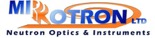 MIRROTRON LTD
Neutron Optics & Instruments